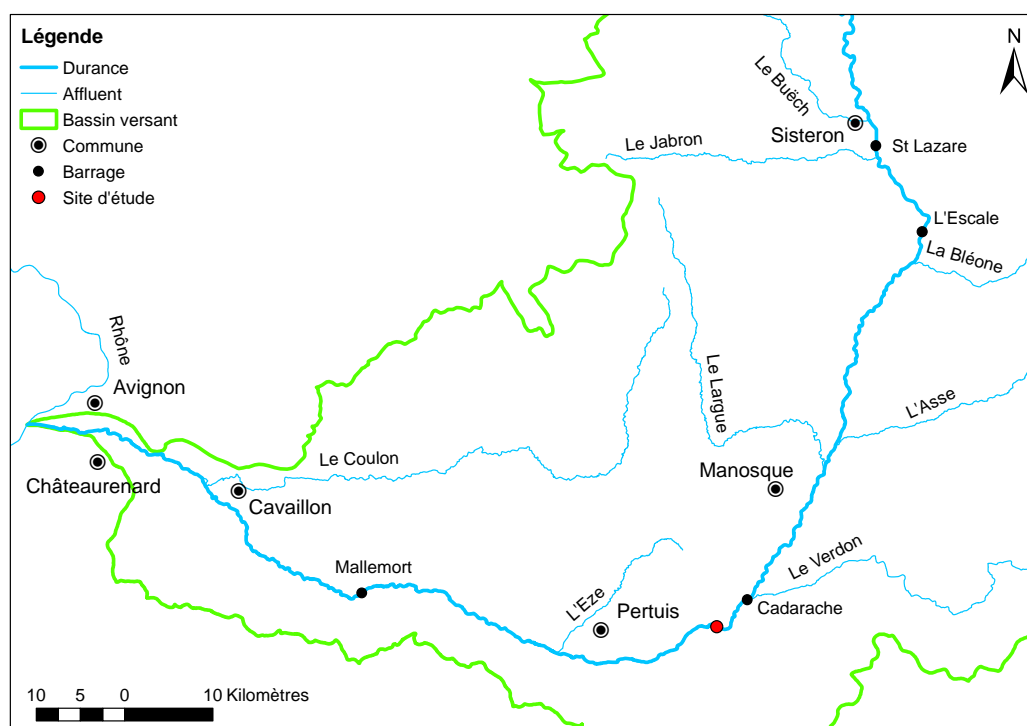 Légende
Durance
Affluent
Bassin versant
Commune
Barrage
Site d'étude
N
Le Buëch
Sisteron
St Lazare
Le Jabron
L'Escale
La Bléone
Rhône
Avignon
Le Largue
L'Asse
Le Coulon
Châteaurenard
Cavaillon
Manosque
Le Verdon
Mallemort
L'Eze
Pertuis
Cadarache
10 5 0 10 Kilomètres